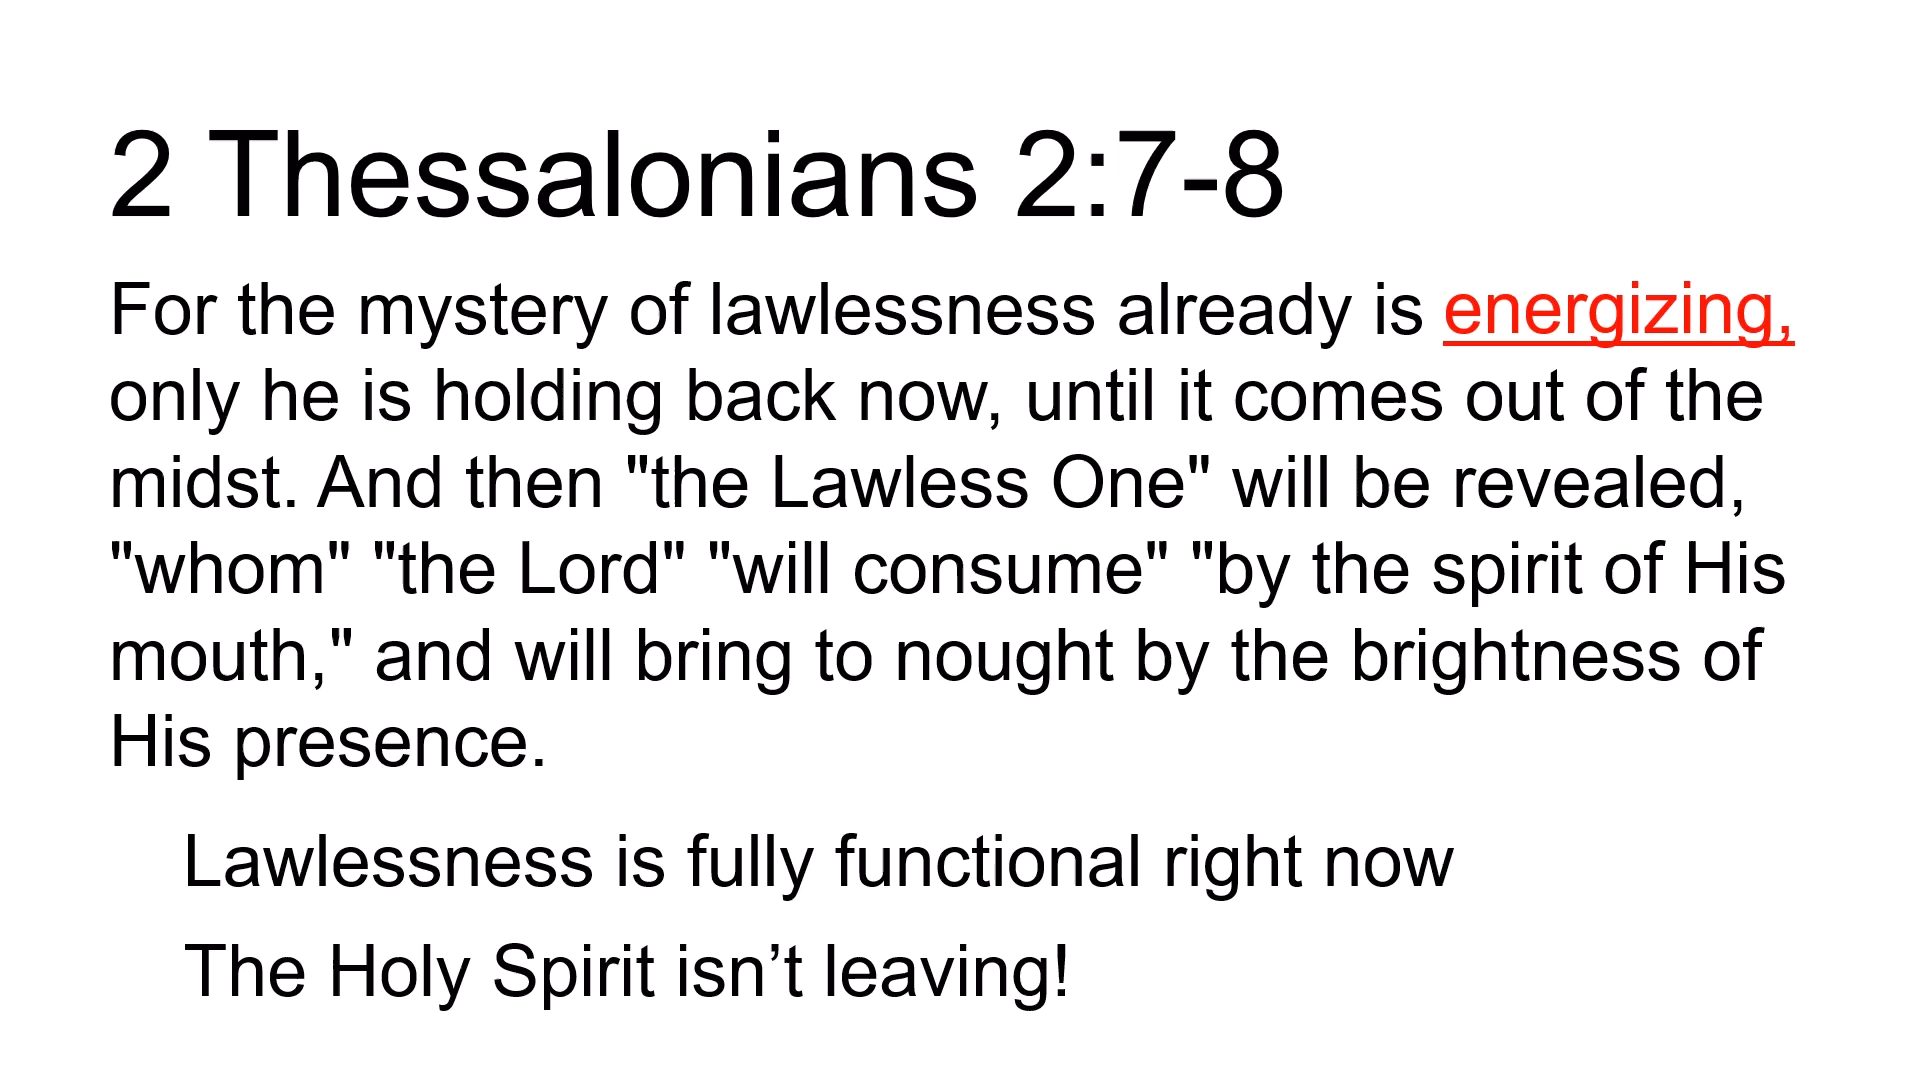 2 Thessalonians 2:7-8
For the mystery of lawlessness already is energizing,
only he is holding back now, until it comes out of the
midst. And then "the Lawless One" will be revealed,
"whom" "the Lord" "will consume" "by the spirit of His
mouth," and will bring to nought by the brightness of
His presence.
Lawlessness is fully functional right now
The Holy Spirit isn’t leaving!